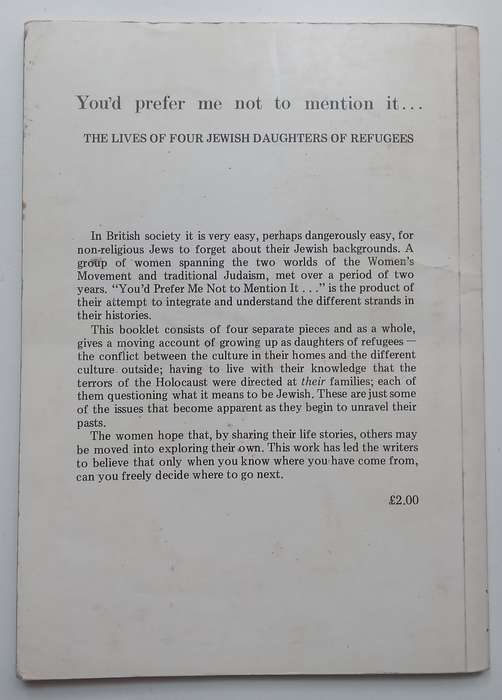 You'd prefer me not to mention it...
THE LIVES OF FOUR JEWISH DAUGHTERS OF REFUGEES
In British society it is very easy, perhaps dangerously easy, for
non-religious Jews to forget about their Jewish backgrounds. A
group of women spanning the two worlds of the Women's
Movement and traditional Judaism, met over a period of two
years. "You'd Prefer Me Not to Mention It . . ." is the product of
their attempt to integrate and understand the different strands in
their histories.
This booklet consists of four separate pieces and as a whole,
gives a moving account of growing up as daughters of refugees —
the conflict between the culture in their homes and the different
culture outside; having to live with their knowledge that the
terrors of the Holocaust were directed at their families; each of
them questioning what it means to be Jewish. These are just some
of the issues that become apparent as they begin to unravel their
pasts.
The women hope that, by sharing their life stories, others may
be moved into exploring their own. This work has led the writers
to believe that only when you know where you have come from,
can you freely decide where to go next.
£2.00